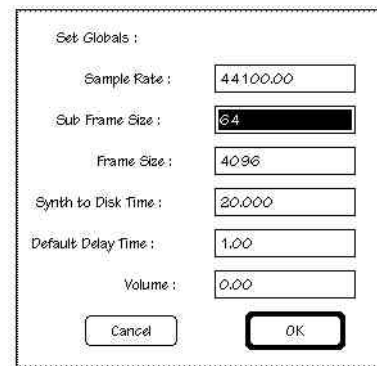 Set Globals :
Sample Rate : 44100.00
Sub Frame Size : 64
Frame Size : 4096
Synth to Disk Time : 20.000
Default Delay Time : 1.00
Volume : 0.00
Cancel OK